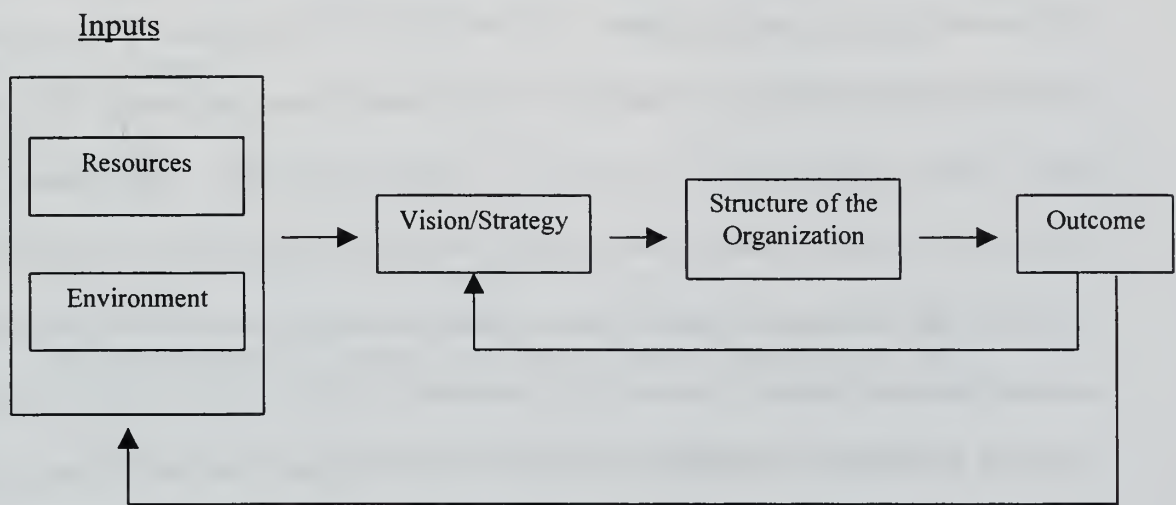 Inputs
Resources
Environment
Vision/Strategy
Structure of the
Organization
Outcome